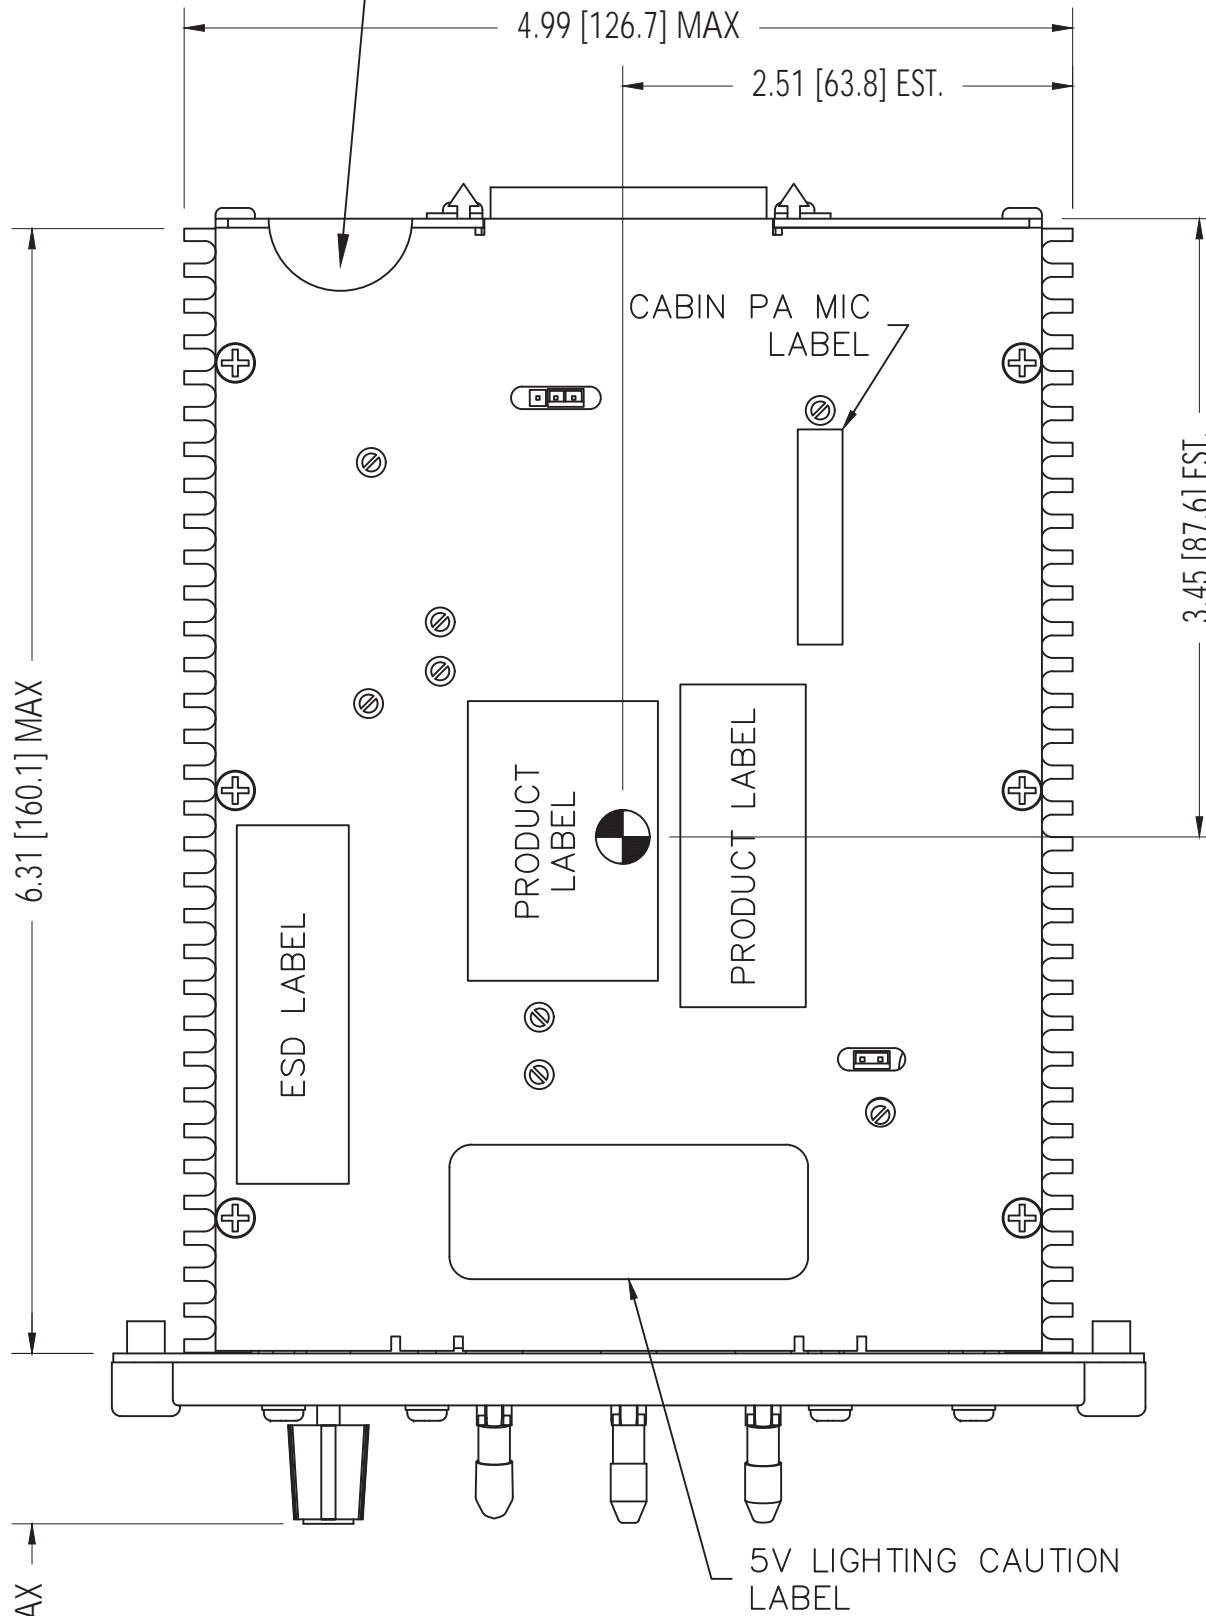 4.99 [126.7] MAX
2.51 [63.8] EST.
CABIN PA MIC
LABEL
3.45 [87.6] EST.
6.31 [160.1] MAX
PRODUCT
LABEL
PRODUCT LABEL
ESD LABEL
5V LIGHTING CAUTION
LABEL